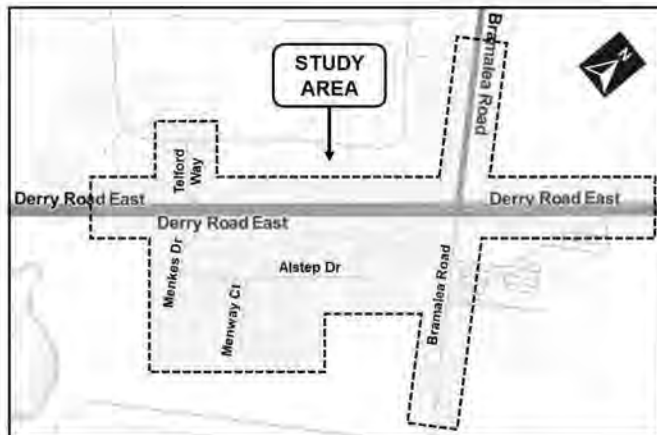 STUDY
AREA
Bramalea Road
N
Telford
Way
Derry Road East
Derry Road East
Derry Road East
Menkes Dr
Menway Ct
Alstep Dr
Bramalea Road